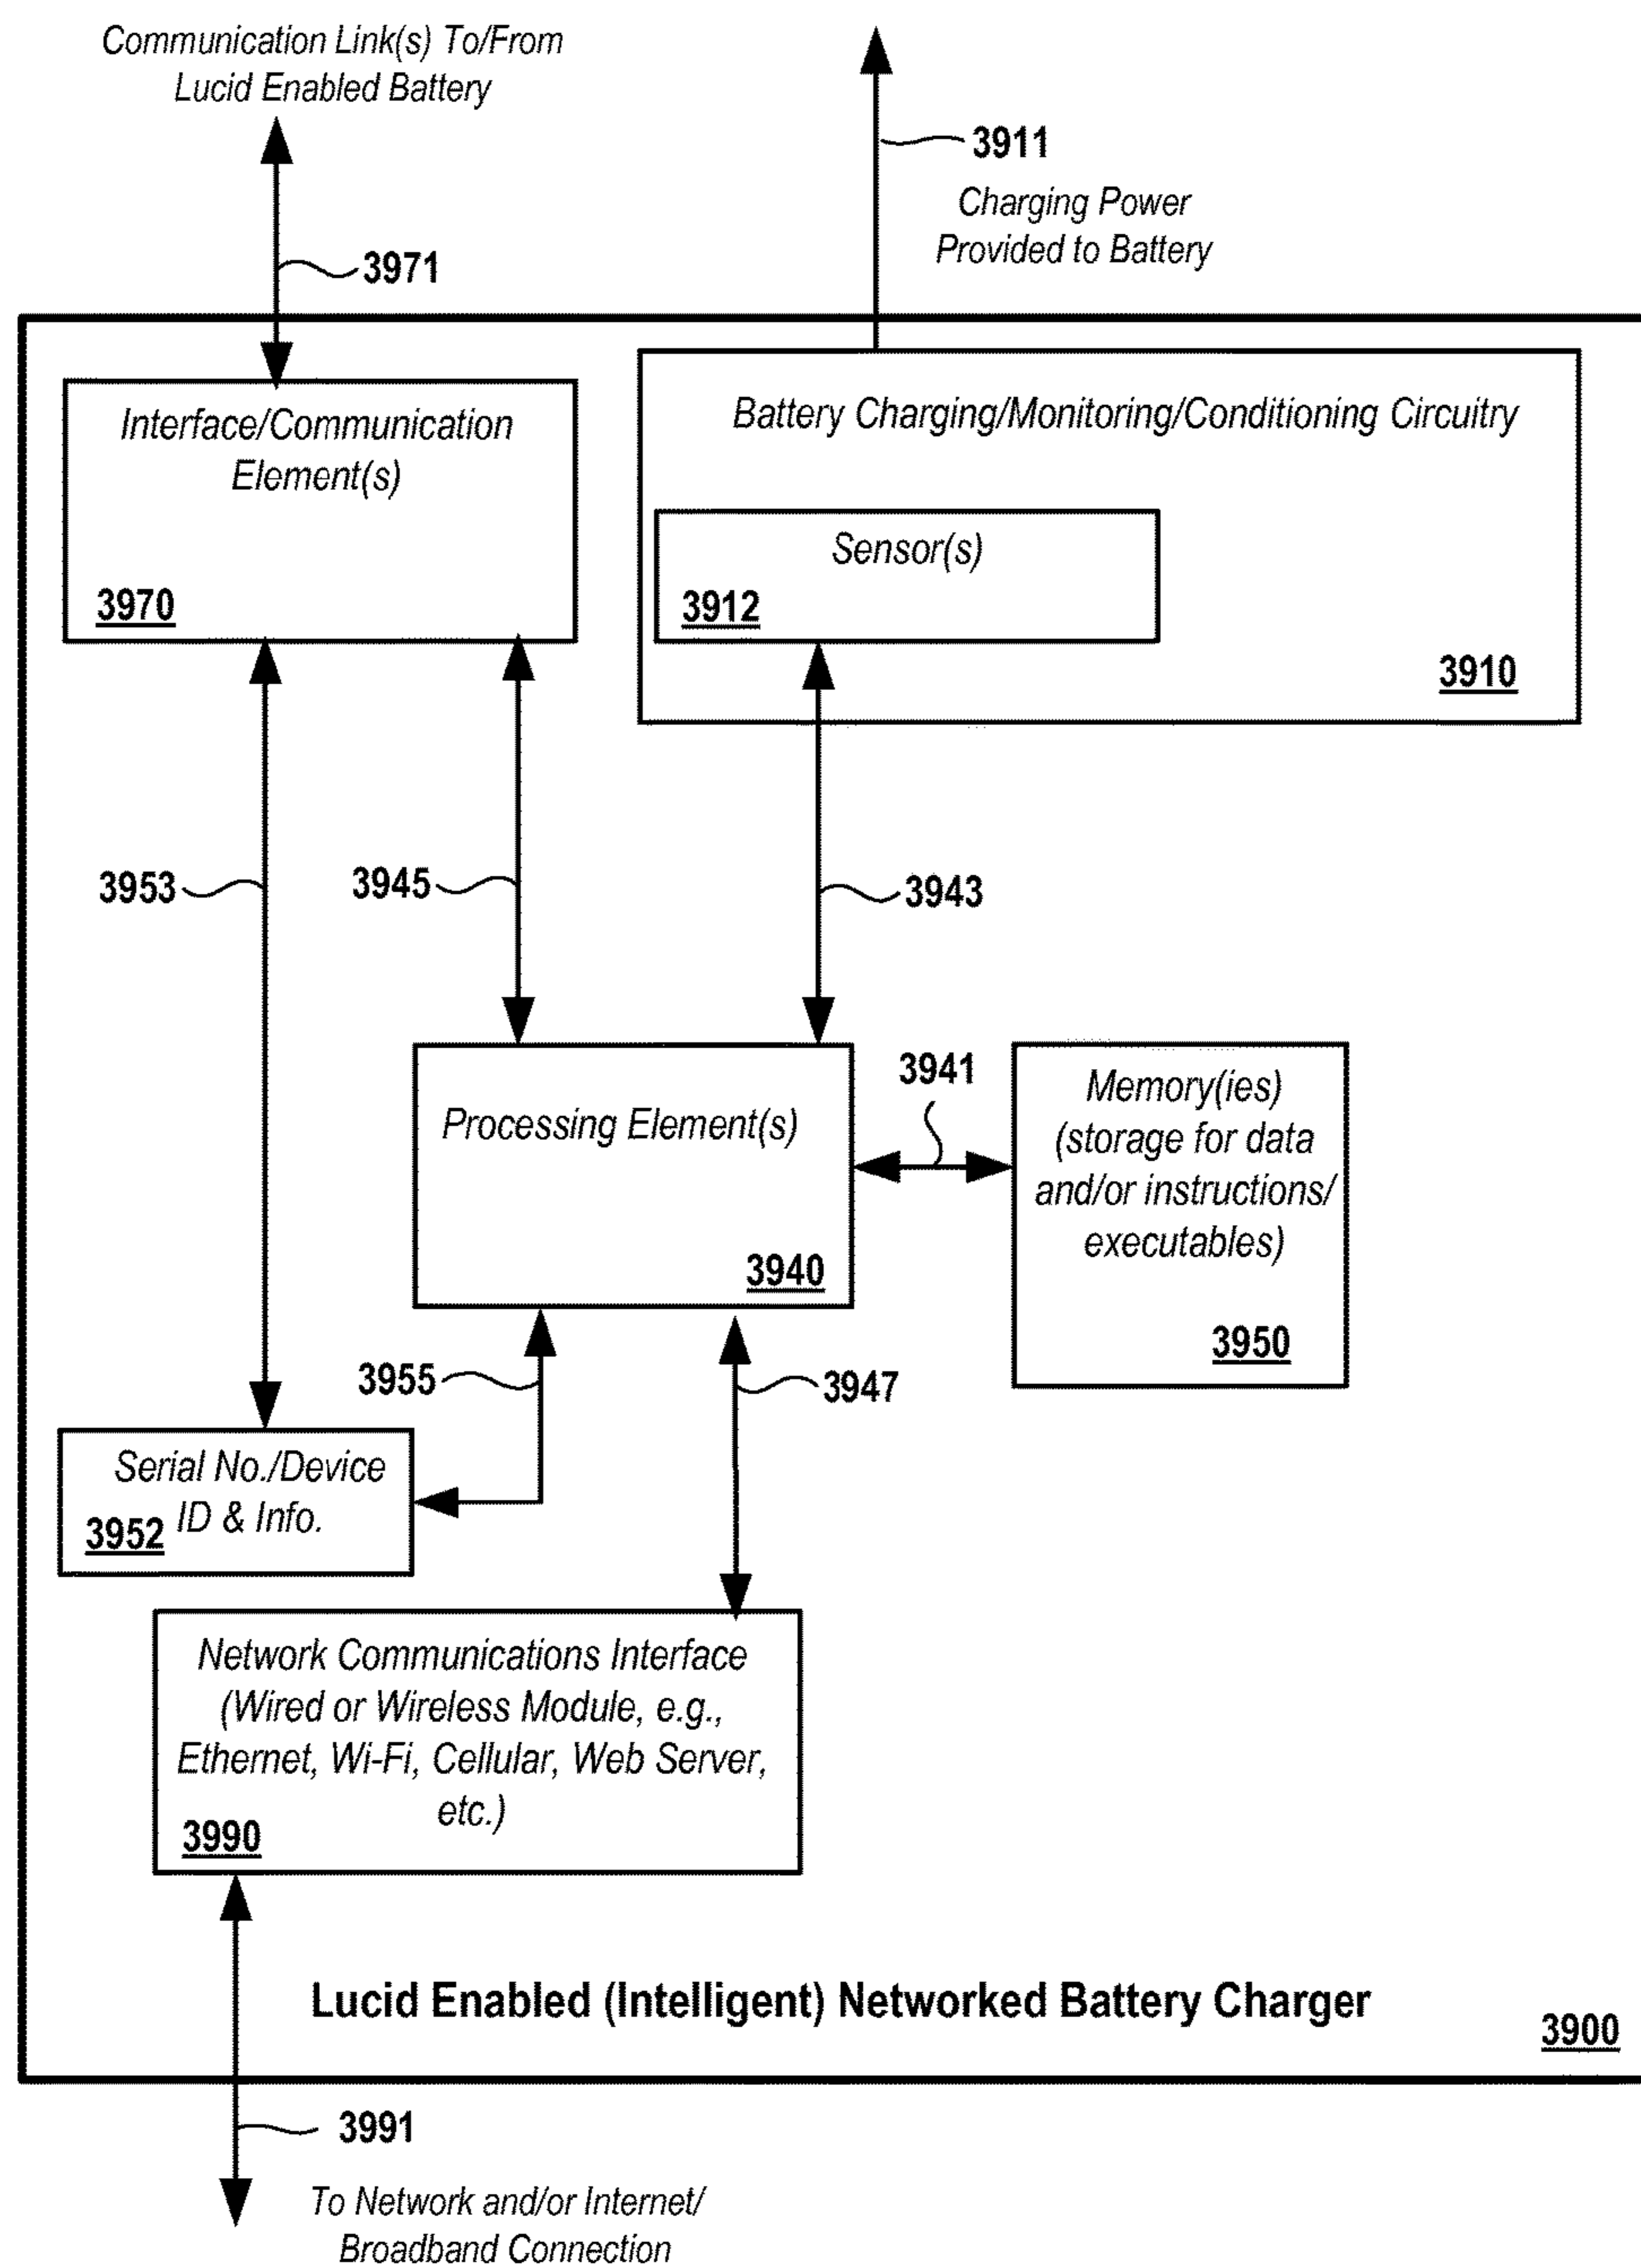 Communication Link(s) To/From
Lucid Enabled Battery
3911
Charging Power
Provided to Battery
3971
Interface/Communication
Element(s)
3970
Battery Charging/Monitoring/Conditioning Circuitry
Sensor(s)
3912
3910
3953
3945
3943
Processing Element(s)
3940
3941
Memory(ies)
(storage for data
and/or instructions/
executables)
3950
3955
3947
Serial No./Device
ID & Info.
3952
Network Communications Interface
(Wired or Wireless Module, e.g.,
Ethernet, Wi-Fi, Cellular, Web Server,
etc.)
3990
Lucid Enabled (Intelligent) Networked Battery Charger
3900
3991
To Network and/or Internet/
Broadband Connection